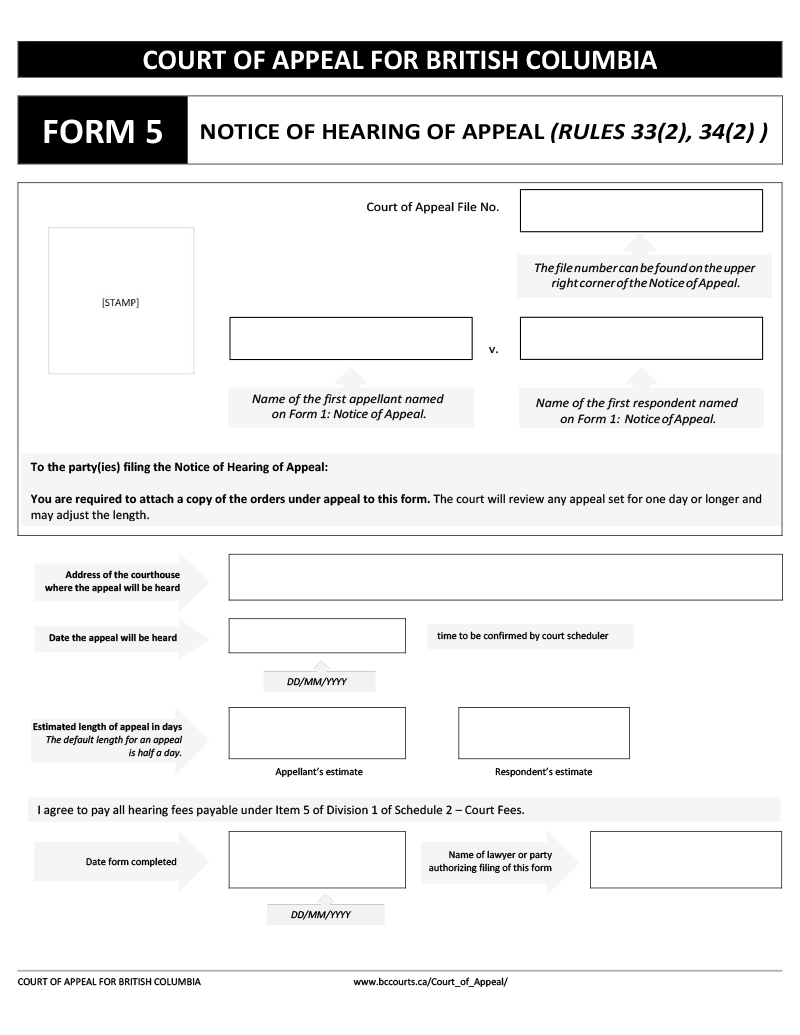 COURT OF APPEAL FOR BRITISH COLUMBIA
FORM 5
NOTICE OF HEARING OF APPEAL (RULES 33(2), 34(2) )
Court of Appeal File No.
The file number can be found on the upper
right corner of the Notice of Appeal.
[STAMP]
v.
Name of the first appellant named
on Form 1: Notice of Appeal.
Name of the first respondent named
on Form 1: Notice of Appeal.
To the party(ies) filing the Notice of Hearing of Appeal:
You are required to attach a copy of the orders under appeal to this form. The court will review any appeal set for one day or longer and
may adjust the length.
Address of the courthouse
where the appeal will be heard
Date the appeal will be heard
time to be confirmed by court scheduler
DD/MM/YYYY
Estimated length of appeal in days
The default length for an appeal
is half a day.
Appellant's estimate
Respondent's estimate
I agree to pay all hearing fees payable under Item 5 of Division 1 of Schedule 2 – Court Fees.
Date form completed
Name of lawyer or party
authorizing filing of this form
DD/MM/YYYY
COURT OF APPEAL FOR BRITISH COLUMBIA
www.bccourts.ca/Court_of_Appeal/